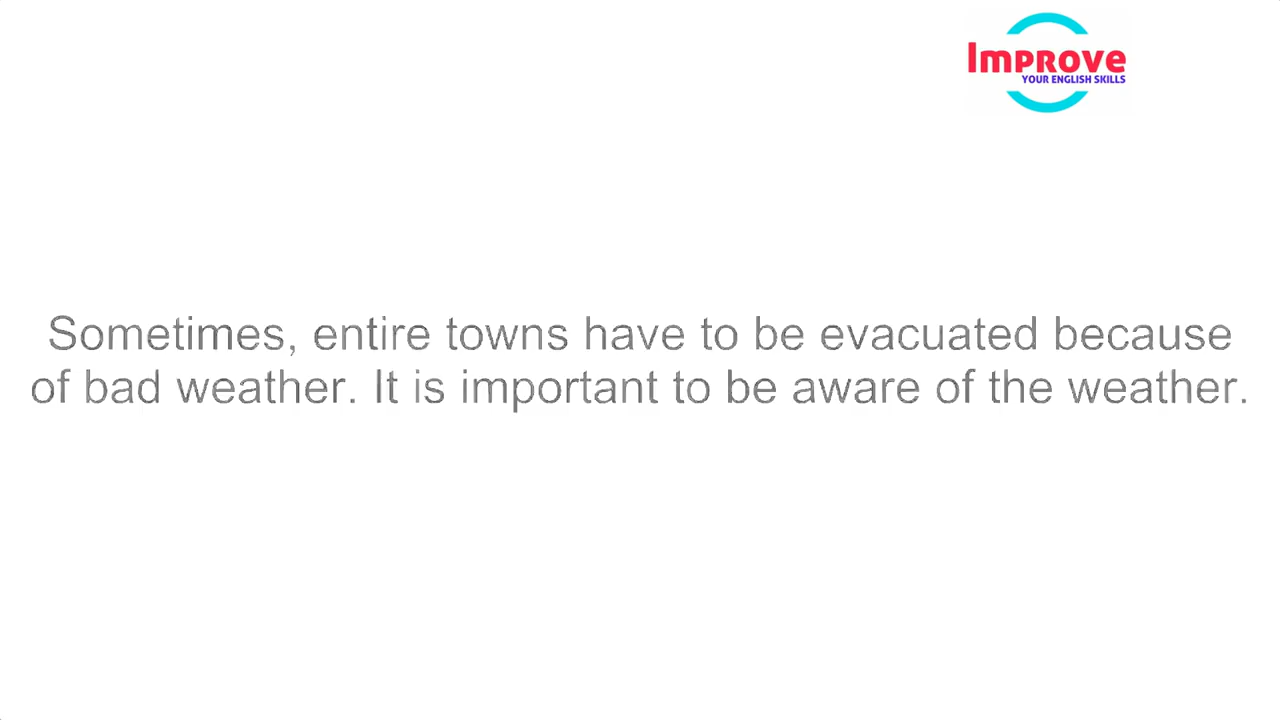 Improve
YOUR ENGLISH SKILLS
Sometimes, entire towns have to be evacuated because
of bad weather. It is important to be aware of the weather.